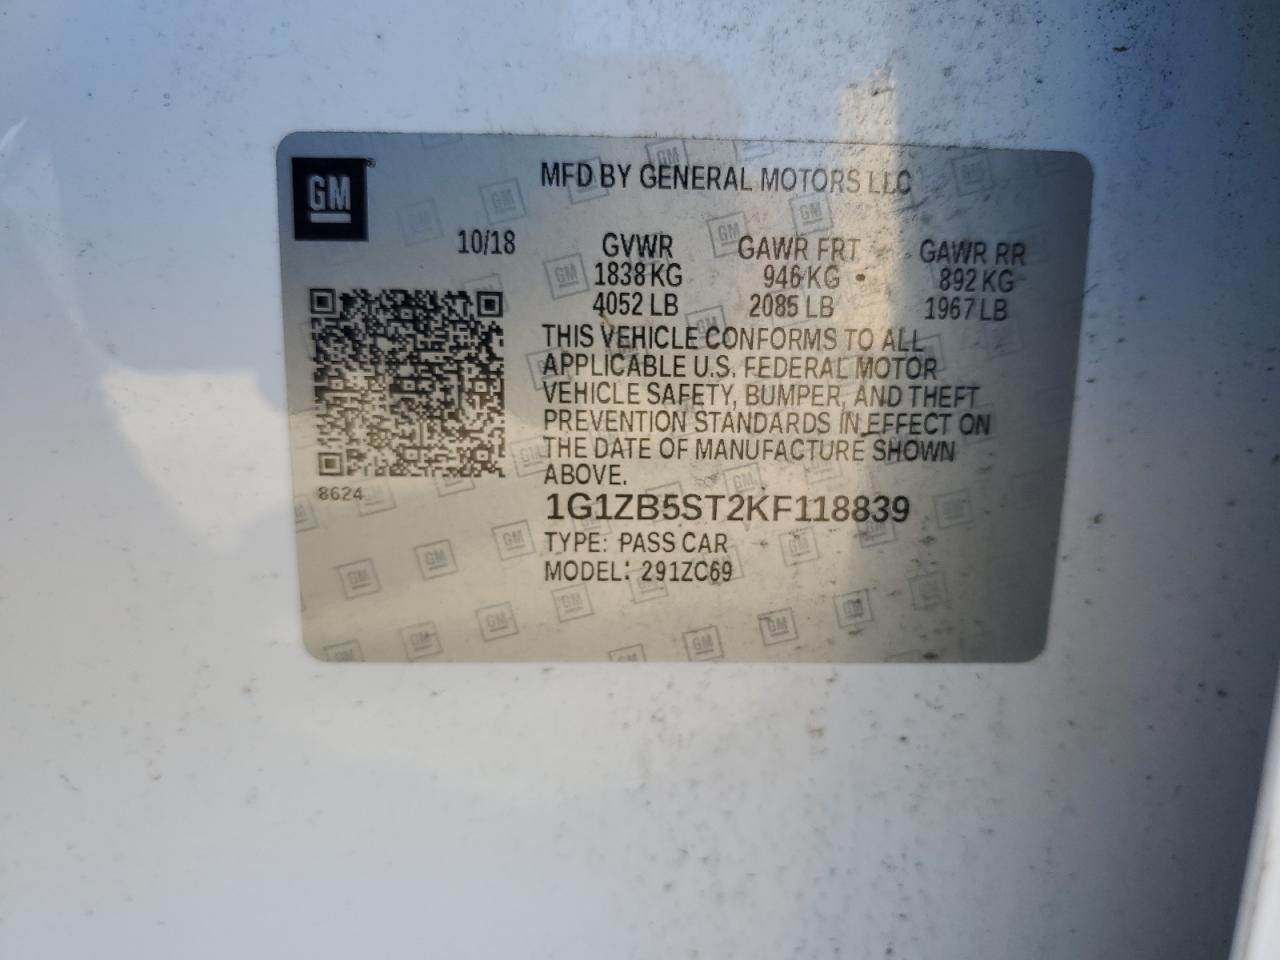 GM
MFD BY GENERAL MOTORS LLC
10/18 GVWR GAWR FRT GAWR RR
1838 KG 946 KG 892 KG
4052 LB 2085 LB 1967 LB
THIS VEHICLE CONFORMS TO ALL
APPLICABLE U.S. FEDERAL MOTOR
VEHICLE SAFETY, BUMPER, AND THEFT
PREVENTION STANDARDS IN EFFECT ON
THE DATE OF MANUFACTURE SHOWN
ABOVE.
8624
1G1ZB5ST2KF118839
TYPE: PASS CAR
MODEL: 291ZC69